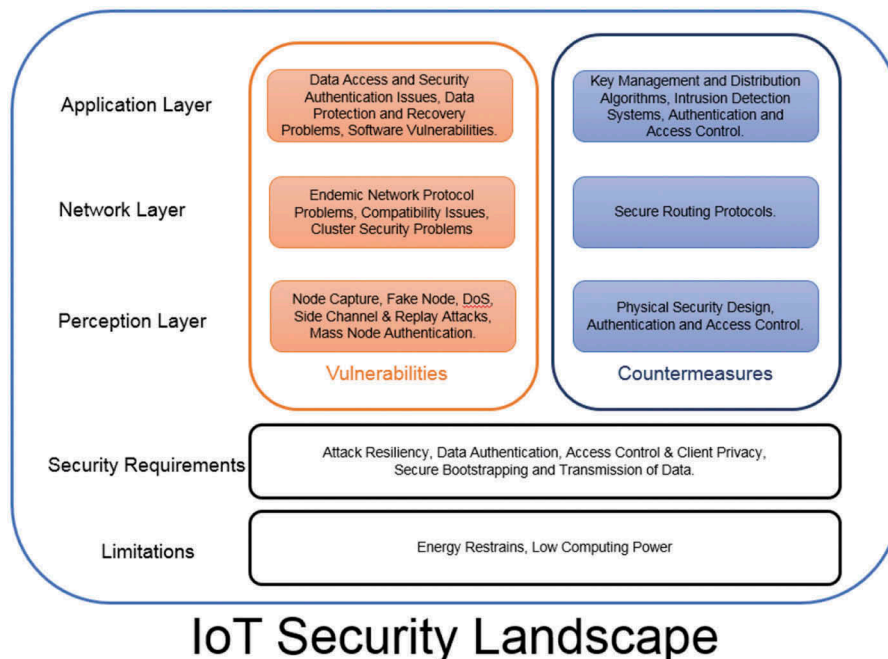 Application Layer
Data Access and Security
Authentication Issues, Data
Protection and Recovery
Problems, Software Vulnerabilities.
Key Management and Distribution
Algorithms, Intrusion Detection
Systems, Authentication and
Access Control.
Network Layer
Endemic Network Protocol
Problems, Compatibility Issues,
Cluster Security Problems
Secure Routing Protocols.
Perception Layer
Node Capture, Fake Node, DoS,
Side Channel & Replay Attacks,
Mass Node Authentication.
Physical Security Design,
Authentication and Access Control.
Vulnerabilities
Countermeasures
Security Requirements
Attack Resiliency, Data Authentication, Access Control & Client Privacy,
Secure Bootstrapping and Transmission of Data.
Limitations
Energy Restrains, Low Computing Power
IoT Security Landscape